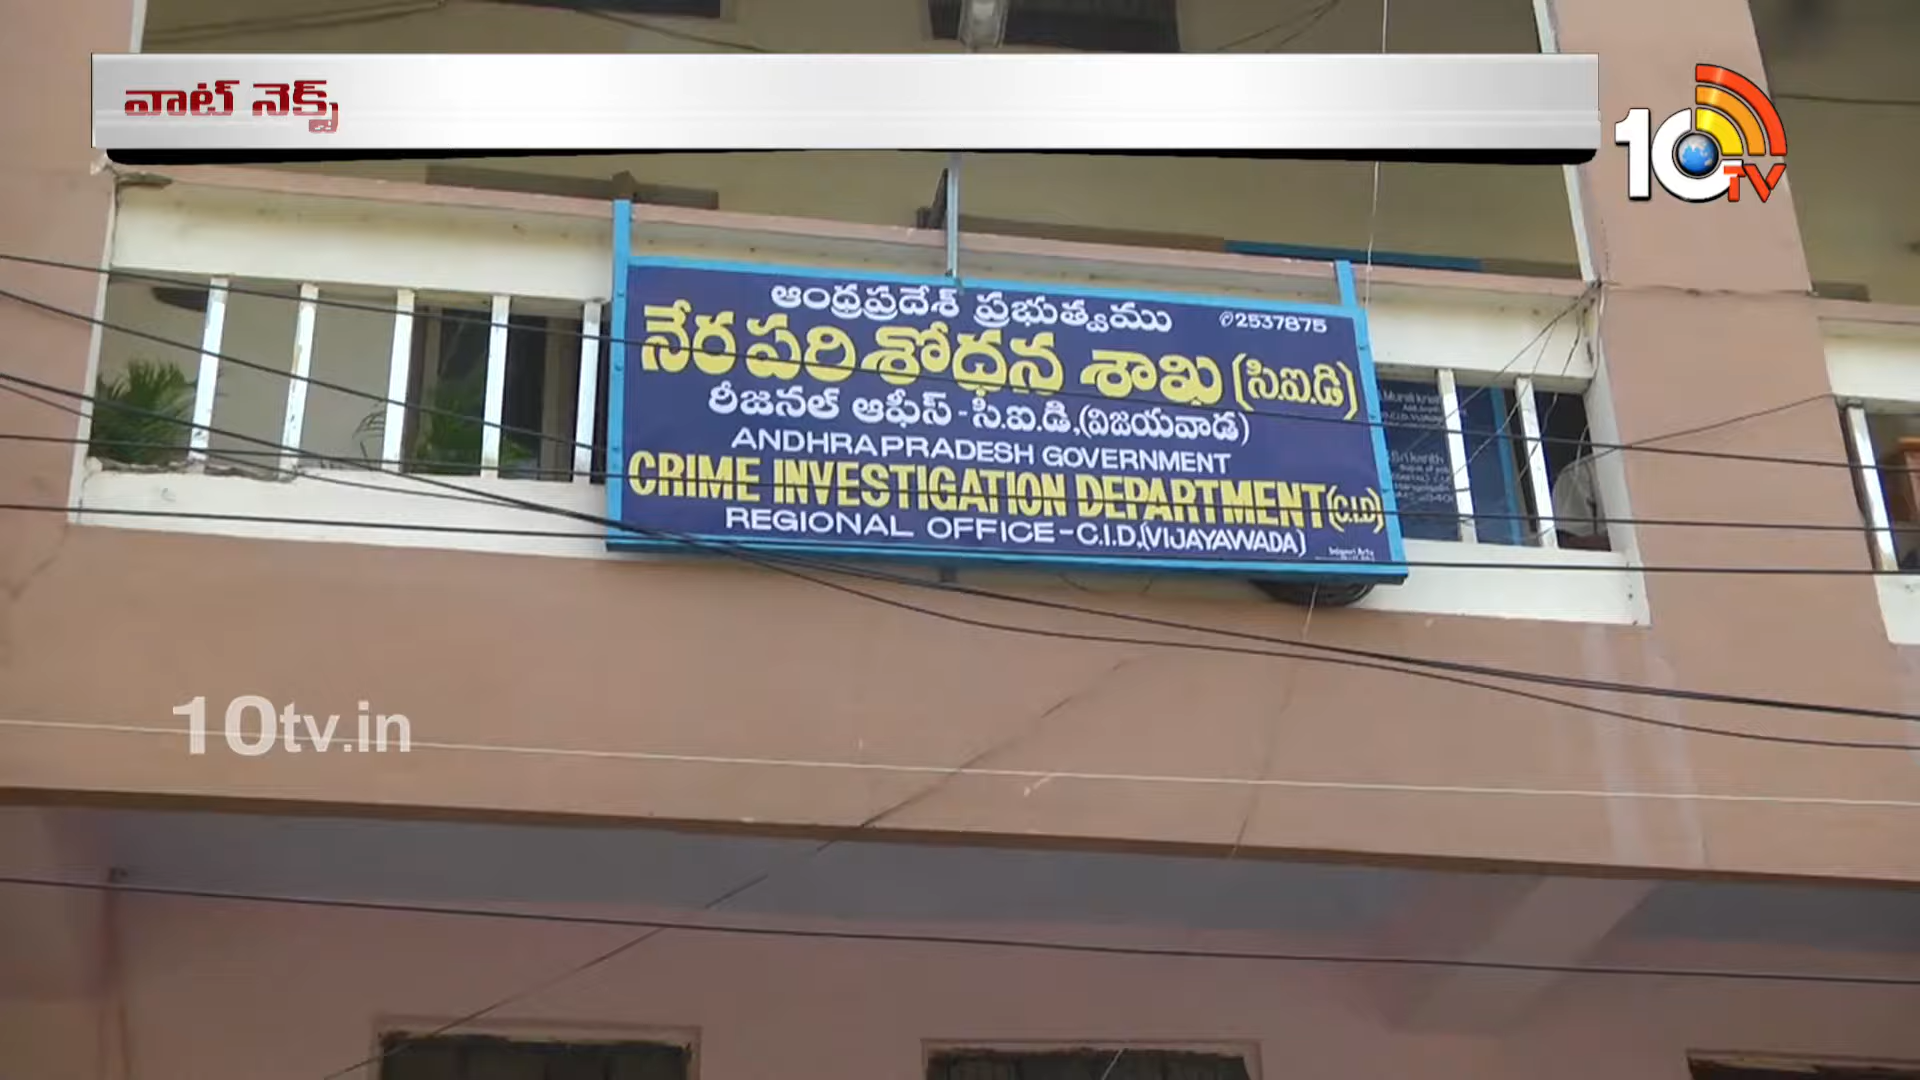 వాట్ నెక్స్ట్
10TV
ఆంధ్రప్రదేశ్ ప్రభుత్వము ✆2537875
నేర పరిశోధన శాఖ (సి.ఐ.డి)
రీజనల్ ఆఫీస్-సి.ఐ.డి.,(విజయవాడ)
ANDHRAPRADESH GOVERNMENT
CRIME INVESTIGATION DEPARTMENT(C.I.D)
REGIONAL OFFICE-C.I.D,(VIJAYAWADA)
10tv.in